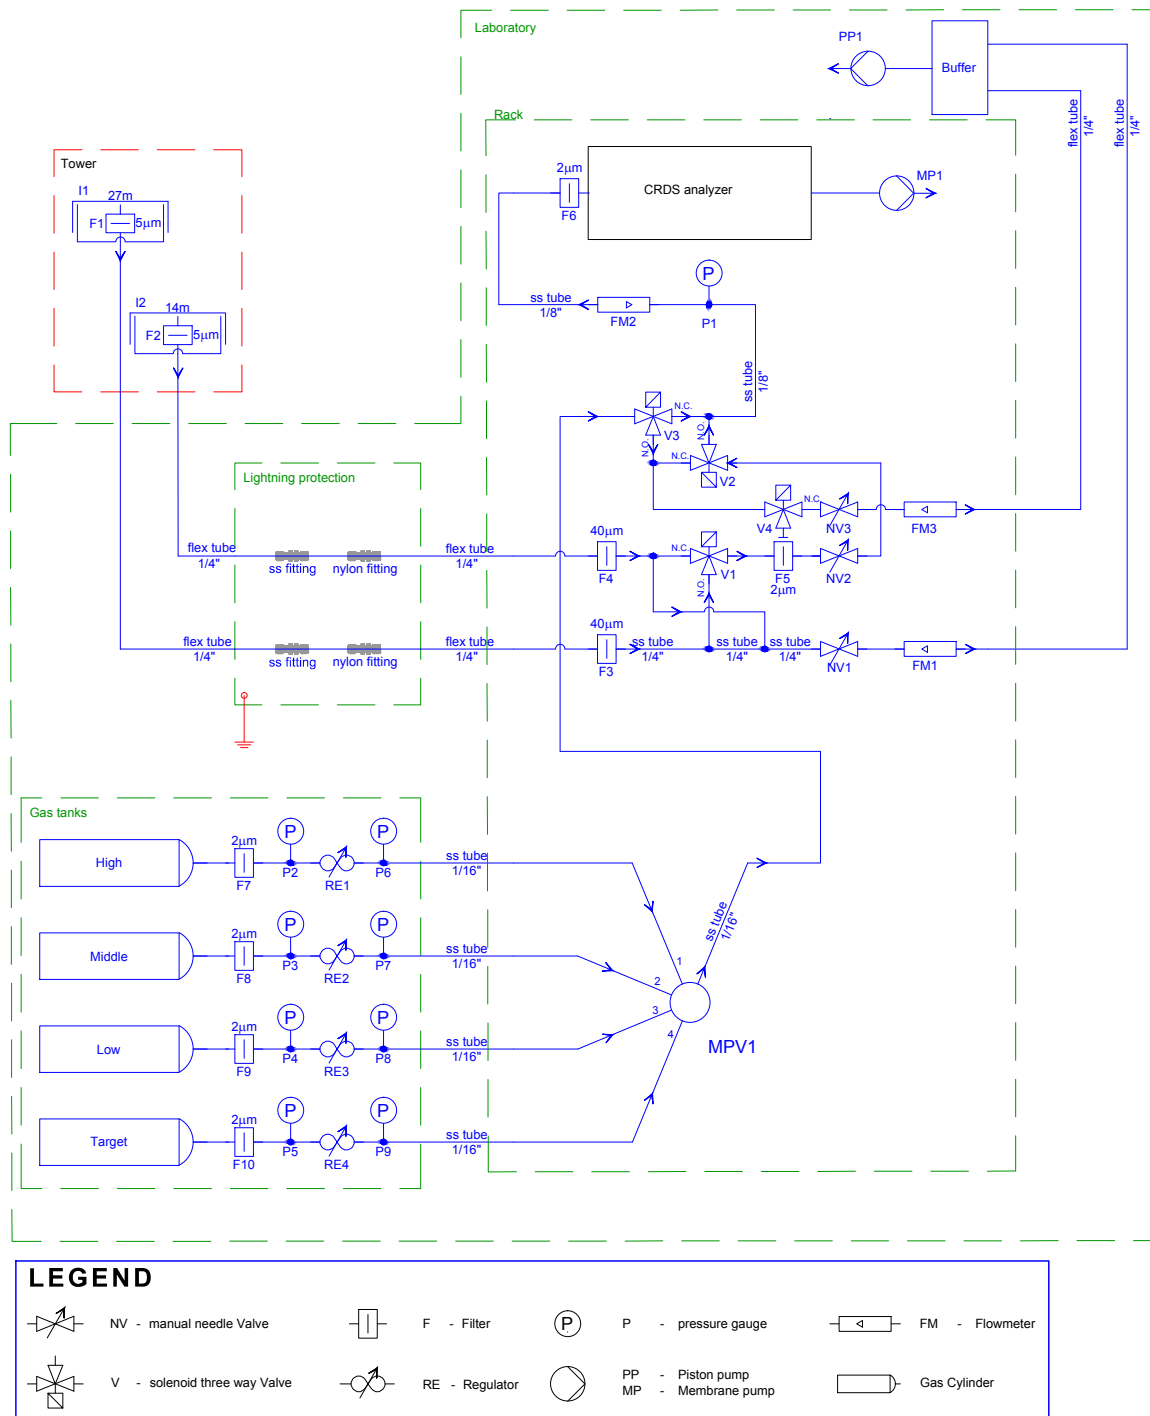 Laboratory
PP1
Buffer
flex tube
1/4"
flex tube
1/4"
Rack
Tower
I1
27m
F1
5μm
I2
14m
F2
5μm
2μm
F6
CRDS analyzer
MP1
P
ss tube
1/8"
FM2
P1
ss tube
1/8"
N.C.
V3
N.O.
N.O.
N.C.
V2
Lightning protection
N.C.
V4
NV3
FM3
40μm
flex tube
1/4"
ss fitting
nylon fitting
flex tube
1/4"
F4
N.C.
V1
F5
2μm
NV2
N.O.
40μm
flex tube
1/4"
ss fitting
nylon fitting
flex tube
1/4"
F3
ss tube
1/4"
ss tube
1/4"
ss tube
1/4"
NV1
FM1
Gas tanks
High
2μm
F7
P
P2
RE1
P
P6
ss tube
1/16"
Middle
2μm
F8
P
P3
RE2
P
P7
ss tube
1/16"
Low
2μm
F9
P
P4
RE3
P
P8
ss tube
1/16"
Target
2μm
F10
P
P5
RE4
P
P9
ss tube
1/16"
ss tube
1/16"
1
2
3
4
MPV1
LEGEND
NV - manual needle Valve
F - Filter
P
P - pressure gauge
FM - Flowmeter
V - solenoid three way Valve
RE - Regulator
PP - Piston pump
MP - Membrane pump
Gas Cylinder